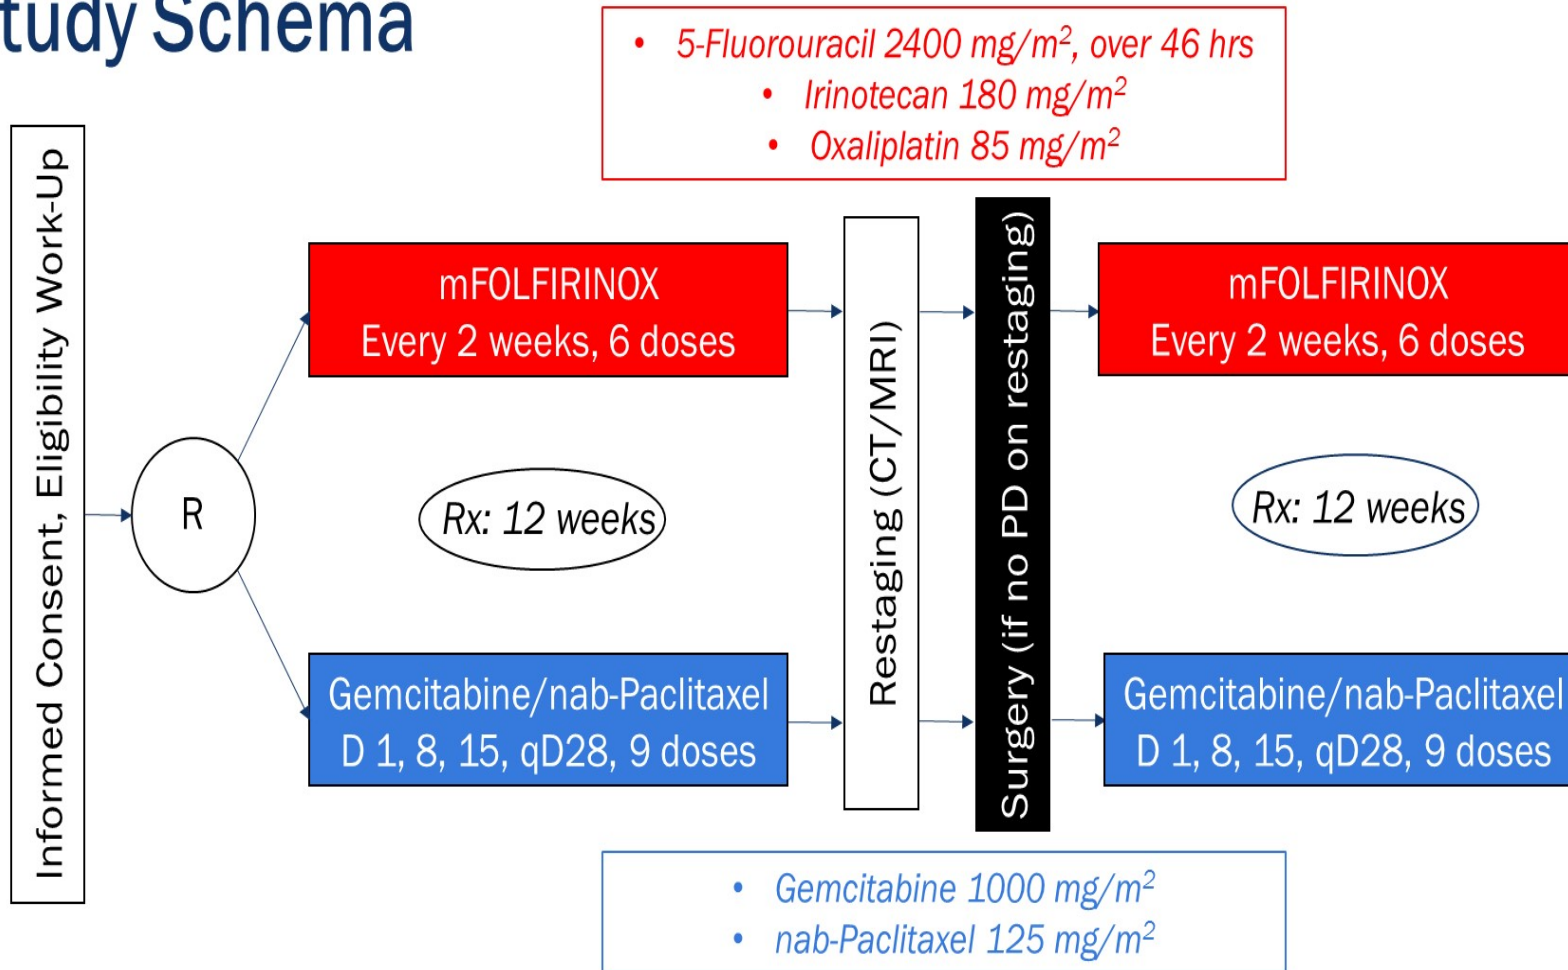 tudy Schema
• 5-Fluorouracil 2400 mg/m², over 46 hrs
• Irinotecan 180 mg/m²
• Oxaliplatin 85 mg/m²
Informed Consent, Eligibility Work-Up
R
mFOLFIRINOX
Every 2 weeks, 6 doses
Rx: 12 weeks
Gemcitabine/nab-Paclitaxel
D 1, 8, 15, qD28, 9 doses
Restaging (CT/MRI)
Surgery (if no PD on restaging)
mFOLFIRINOX
Every 2 weeks, 6 doses
Rx: 12 weeks
Gemcitabine/nab-Paclitaxel
D 1, 8, 15, qD28, 9 doses
• Gemcitabine 1000 mg/m²
• nab-Paclitaxel 125 mg/m²